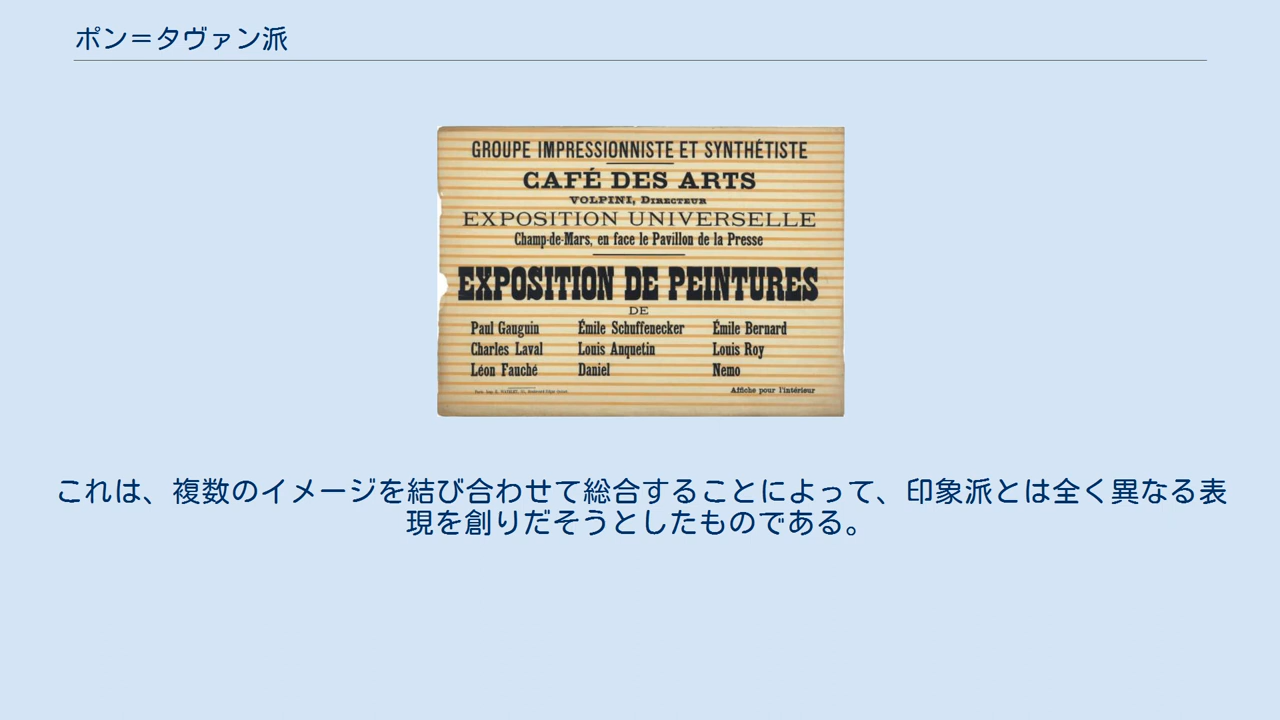 ポン＝タヴァン派
GROUPE IMPRESSIONNISTE ET SYNTHÉTISTE
CAFÉ DES ARTS
VOLPINI, DIRECTEUR
EXPOSITION UNIVERSELLE
Champ-de-Mars, en face le Pavillon de la Presse
EXPOSITION DE PEINTURES
DE
Paul Gauguin Émile Schuffenecker Émile Bernard
Charles Laval Louis Anquetin Louis Roy
Léon Fauché Daniel Nemo
Affiche pour l'intérieur
これは、複数のイメージを結び合わせて総合することによって、印象派とは全く異なる表
現を創りだそうとしたものである。